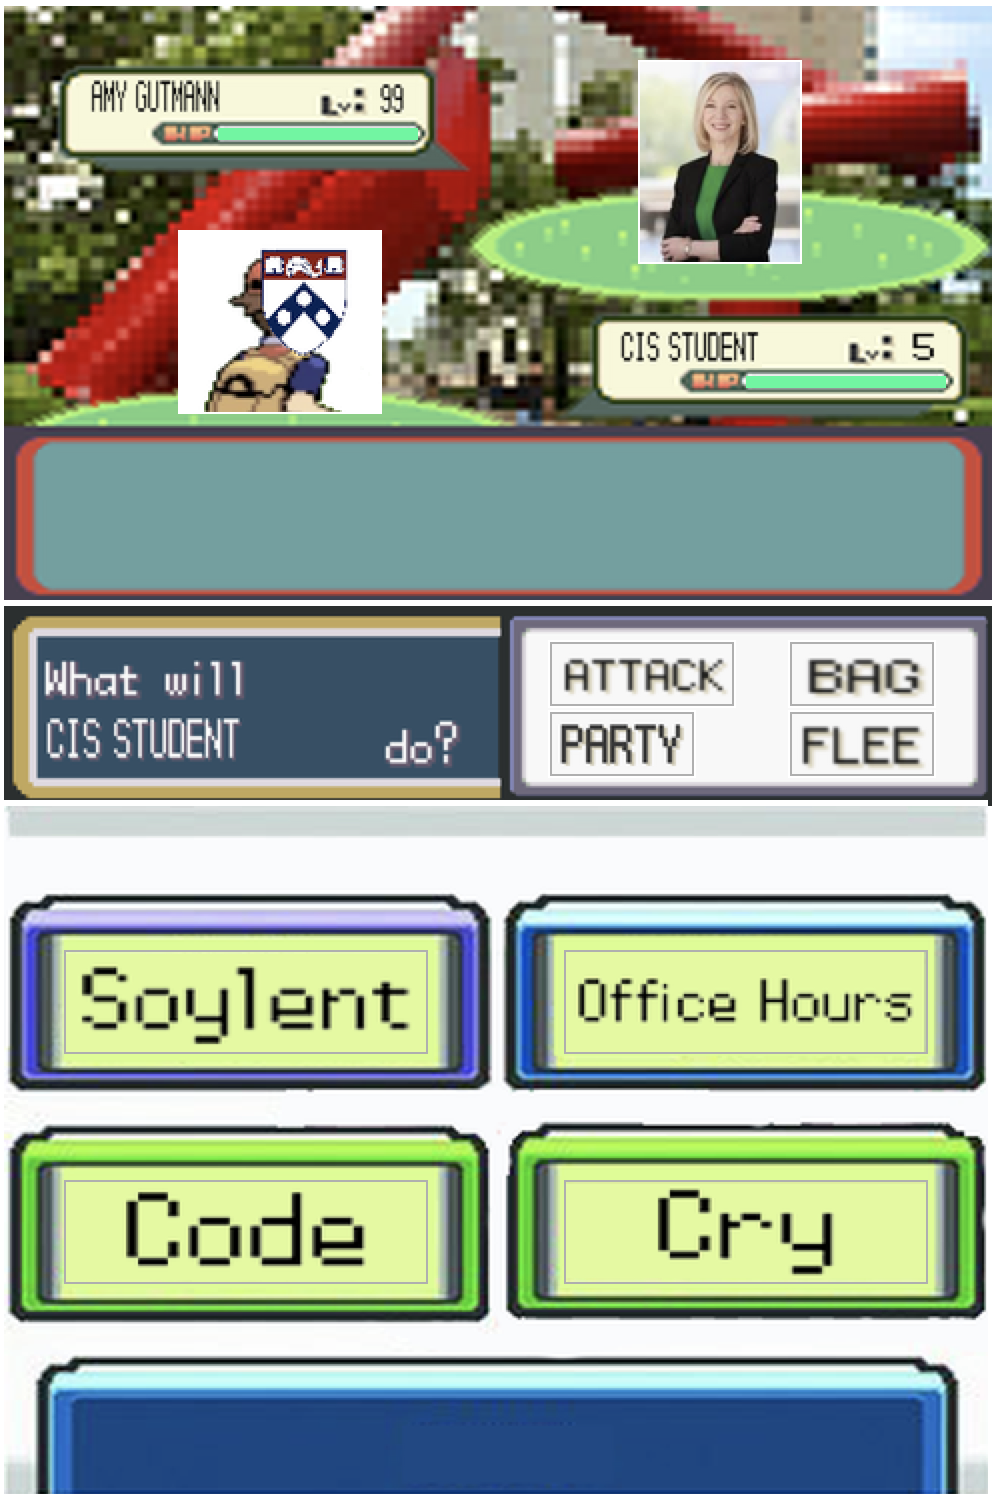 AMY GUTMANN Lv: 99
HP
CIS STUDENT Lv: 5
HP
What will
CIS STUDENT do?
ATTACK BAG
PARTY FLEE
Soylent Office Hours
Code Cry